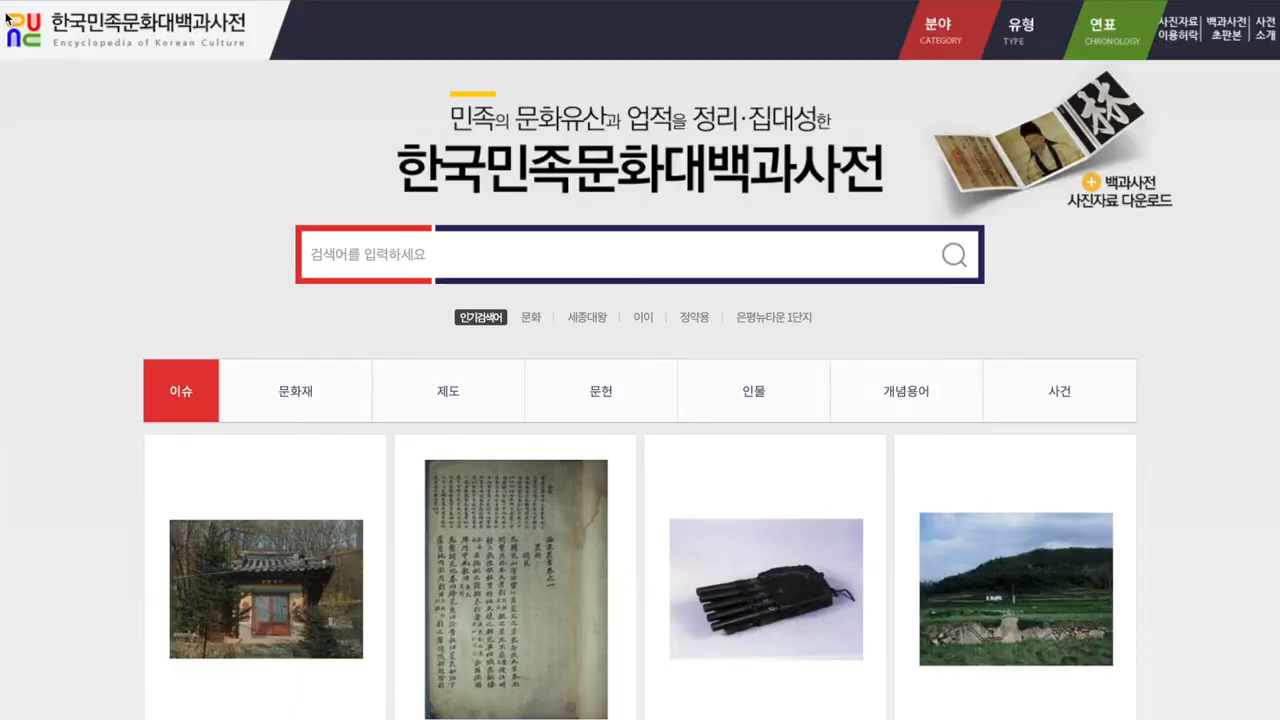 한국민족문화대백과사전
Encyclopedia of Korean Culture
분야
CATEGORY
유형
TYPE
연표
CHRONOLOGY
사진자료
이용허락
백과사전
초판본
사전
소개
민족의 문화유산과 업적을 정리·집대성한
한국민족문화대백과사전
林
백과사전
사진자료 다운로드
검색어를 입력하세요
인기검색어 문화 세종대왕 이이 정약용 은평뉴타운 1단지
이슈 문화재 제도 문헌 인물 개념용어 사건